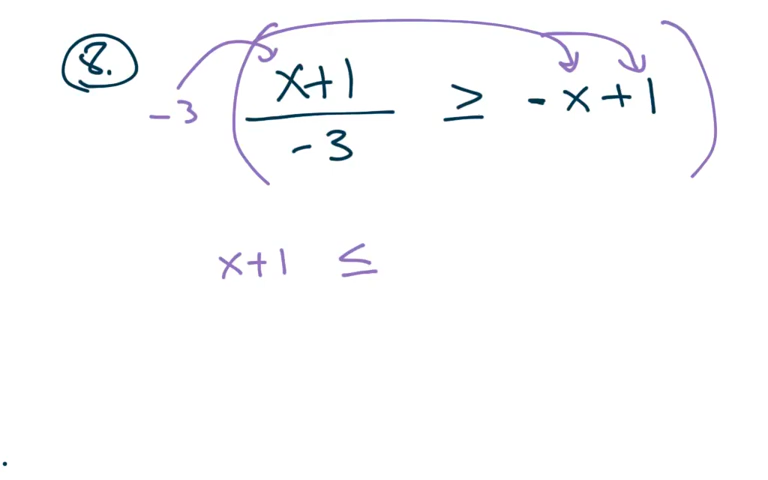 8.
-3 ( x+1 / -3 ≥ -x+1 )
x+1 ≤